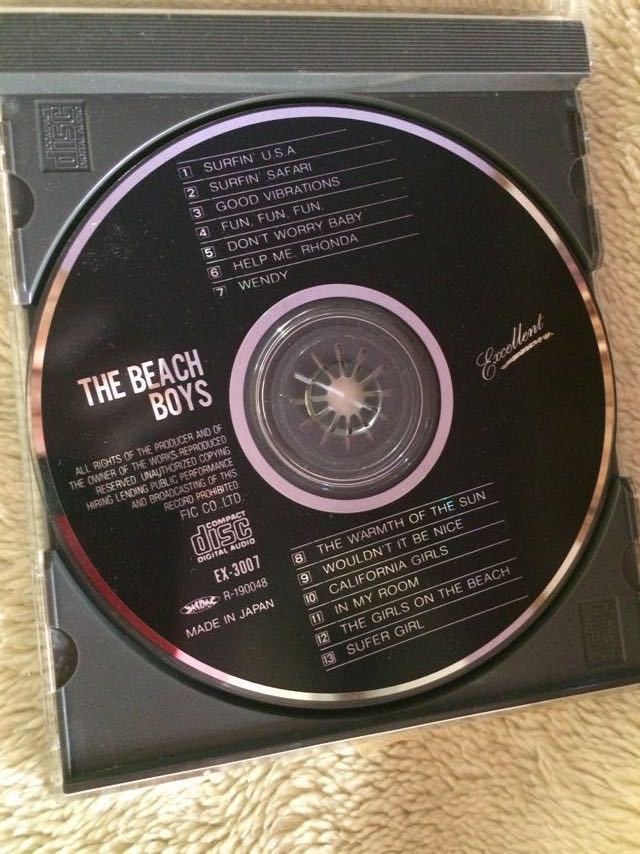 1 SURFIN' U.S.A
2 SURFIN' SAFARI
3 GOOD VIBRATIONS
4 FUN, FUN, FUN,
5 DON'T WORRY BABY
6 HELP ME, RHONDA
7 WENDY
Excellent
THE BEACH
BOYS
ALL RIGHTS OF THE PRODUCER AND OF
THE OWNER OF THE WORKS REPRODUCED
RESERVED. UNAUTHORIZED COPYING
HIRING LENDING PUBLIC PERFORMANCE
AND BROADCASTING OF THIS
RECORD PROHIBITED
FIC CO.,LTD.
COMPACT
disc
DIGITAL AUDIO
EX-3007
R-190048
MADE IN JAPAN
8 THE WARMTH OF THE SUN
9 WOULDN'T IT BE NICE
10 CALIFORNIA GIRLS
11 IN MY ROOM
12 THE GIRLS ON THE BEACH
13 SUFER GIRL